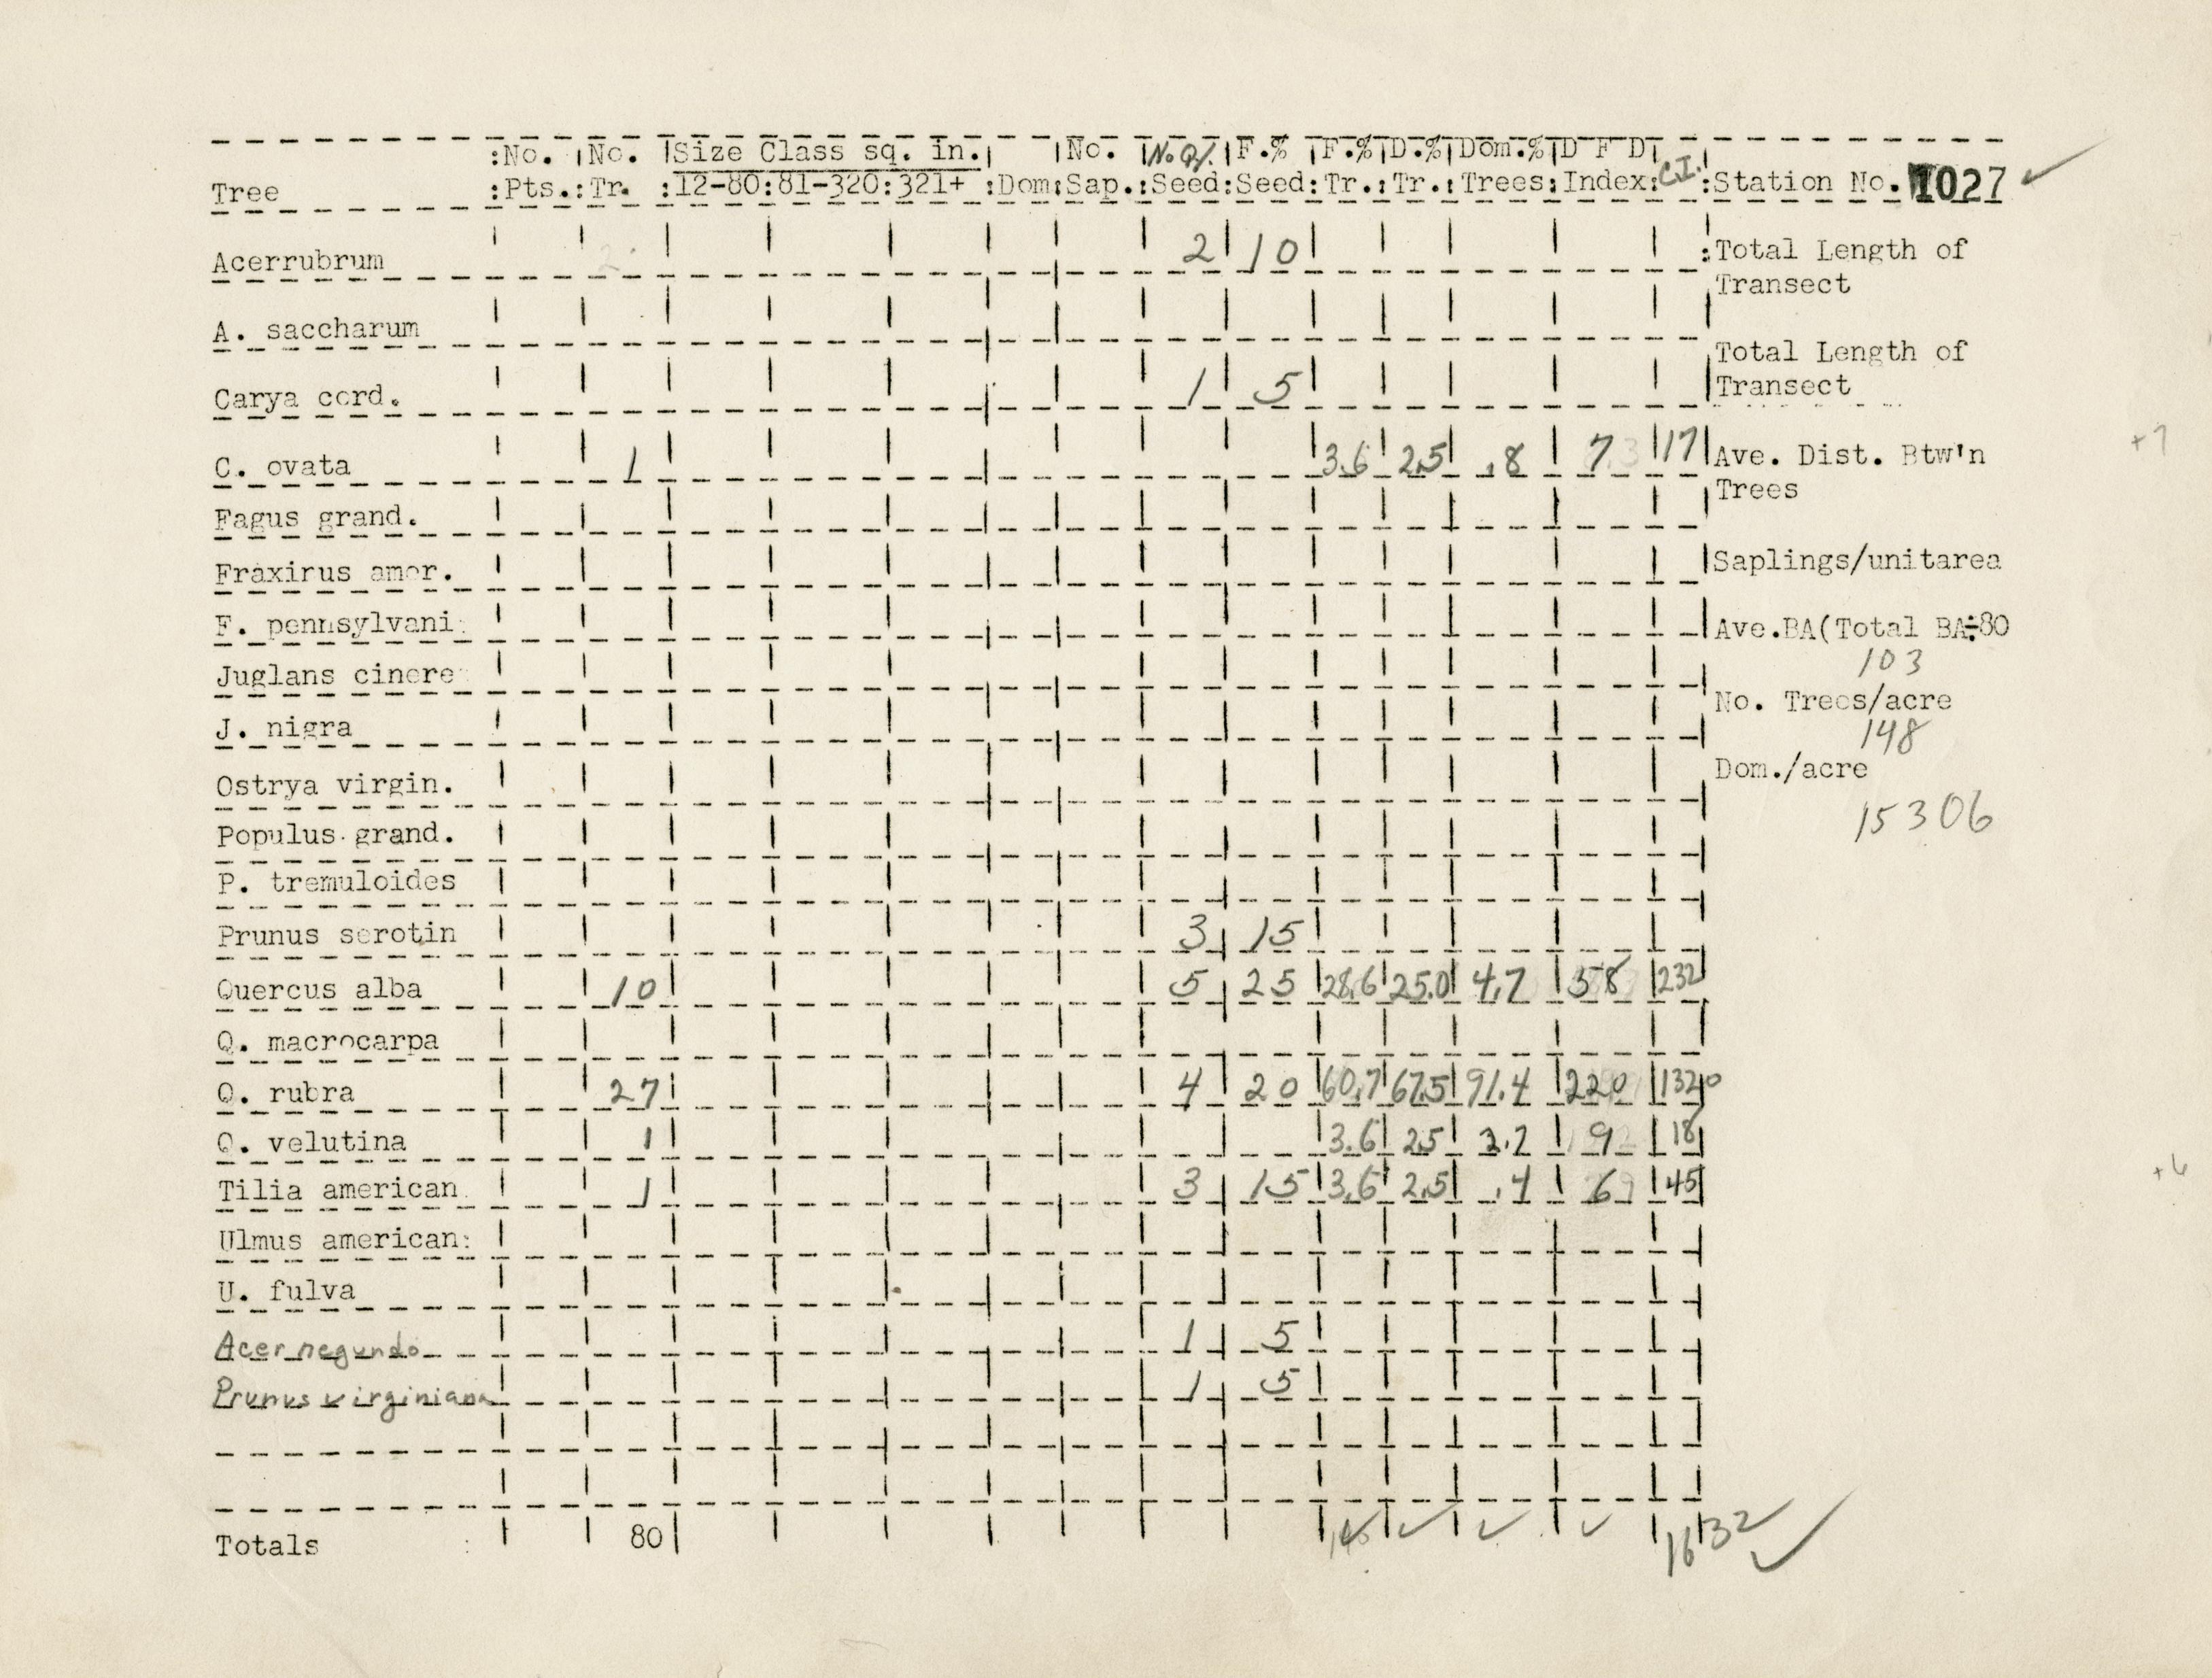 :No. No. Size Class sq. in. No. No. Q/. F.% F.% D.% Dom.% D F D C.I.
Tree :Pts.:Tr. :12-80:81-320:321+ :Dom:Sap.:Seed:Seed:Tr.:Tr.:Trees:Index: :Station No. 1027 ✓
Acerrubrum 2 10 :Total Length of
Transect
A. saccharum
Total Length of
Carya cord. 1 5 Transect
C. ovata 1 3.6 2.5 .8 7 17 Ave. Dist. Btw'n +7
Trees
Fagus grand.
Fraxirus amer. Saplings/unitarea
F. pennsylvani Ave.BA(Total BA÷80
103
Juglans cinere
No. Trees/acre
J. nigra 148
Dom./acre
Ostrya virgin.
15306
Populus grand.
P. tremuloides
Prunus serotin 3 15
Quercus alba 10 5 25 28.6 25.0 4.7 58 232
Q. macrocarpa
Q. rubra 27 4 20 60.7 67.5 91.4 220 1320
Q. velutina 1 3.6 2.5 2.7 9 18
Tilia american 1 3 15 3.6 2.5 .4 6 45 +6
Ulmus american:
U. fulva
Acer negundo 1 5
Prunus virginiana 1 5
Totals : 80 ✓ ✓ ✓ ✓ 1632 ✓